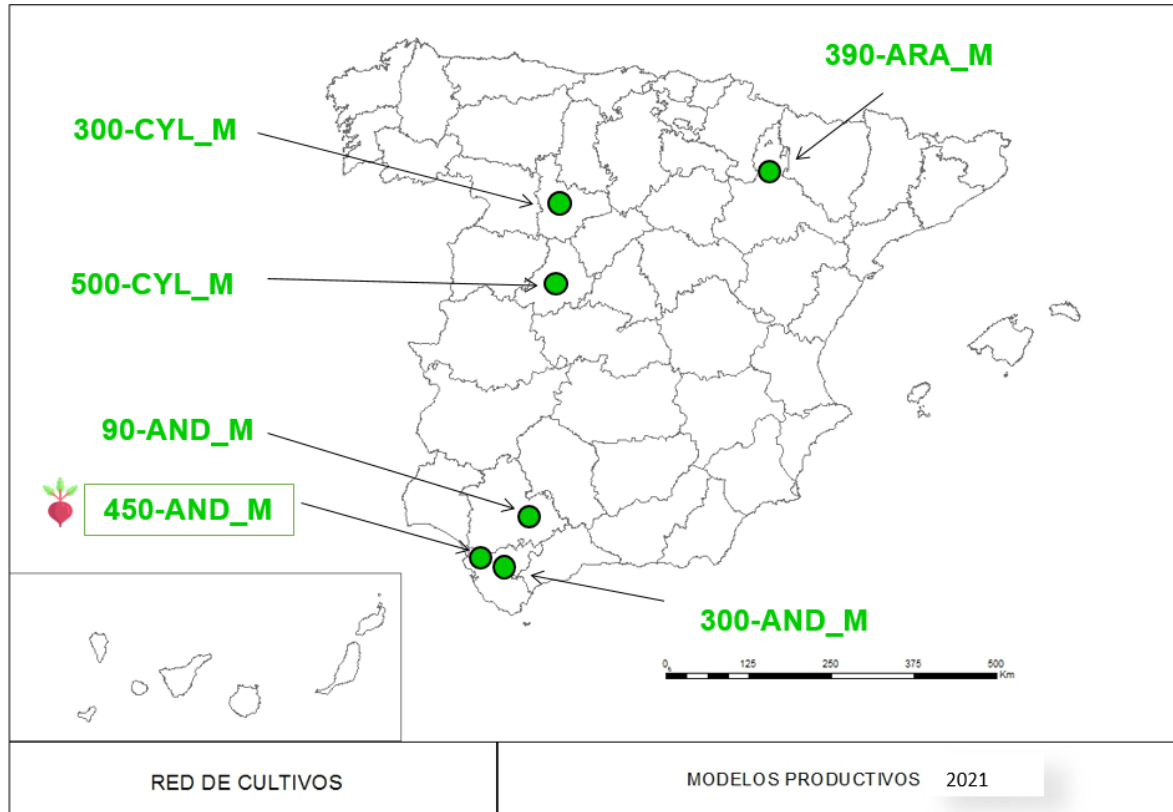 390-ARA_M
300-CYL_M
500-CYL_M
90-AND_M
450-AND_M
300-AND_M
0 125 250 375 500
Km
RED DE CULTIVOS
MODELOS PRODUCTIVOS 2021